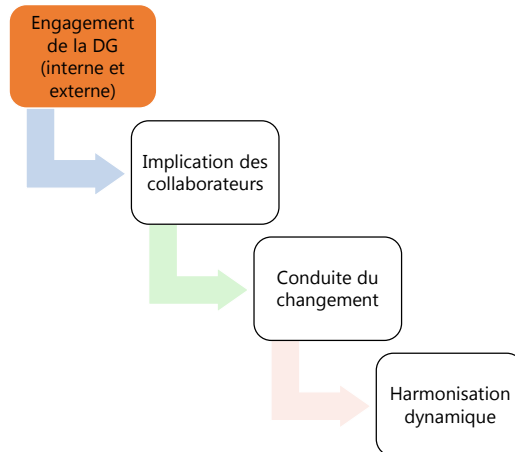 Engagement
de la DG
(interne et
externe)
Implication des
collaborateurs
Conduite du
changement
Harmonisation
dynamique